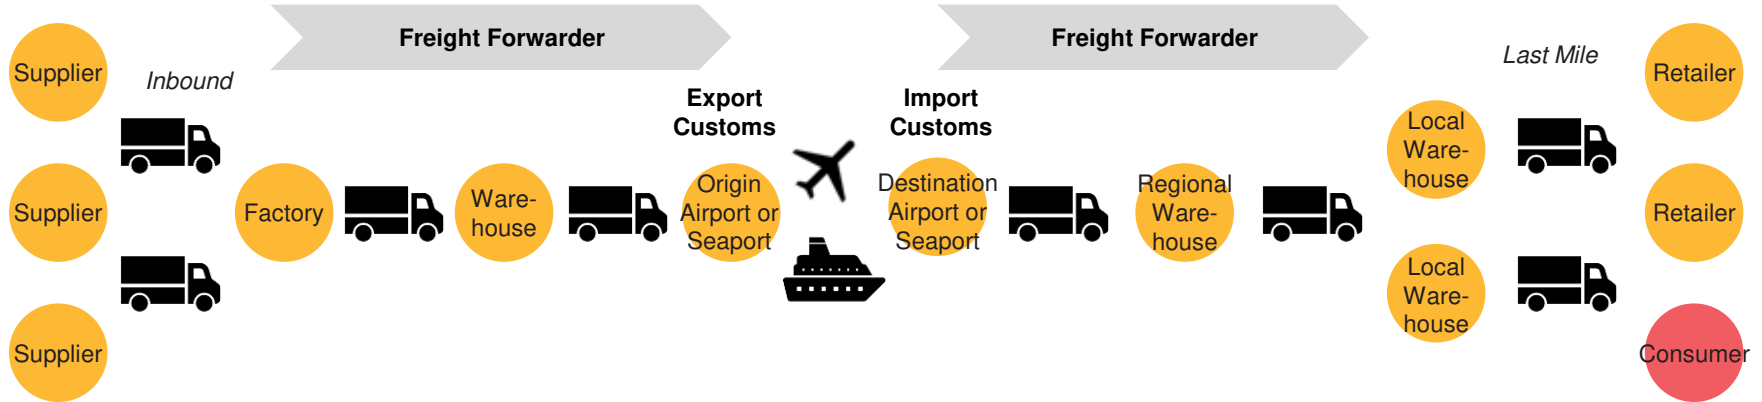 Freight Forwarder
Freight Forwarder
Supplier
Inbound
Last Mile
Retailer
Export
Customs
Import
Customs
Local
Ware-
house
Supplier
Factory
Ware-
house
Origin
Airport or
Seaport
Destination
Airport or
Seaport
Regional
Ware-
house
Retailer
Local
Ware-
house
Supplier
Consumer